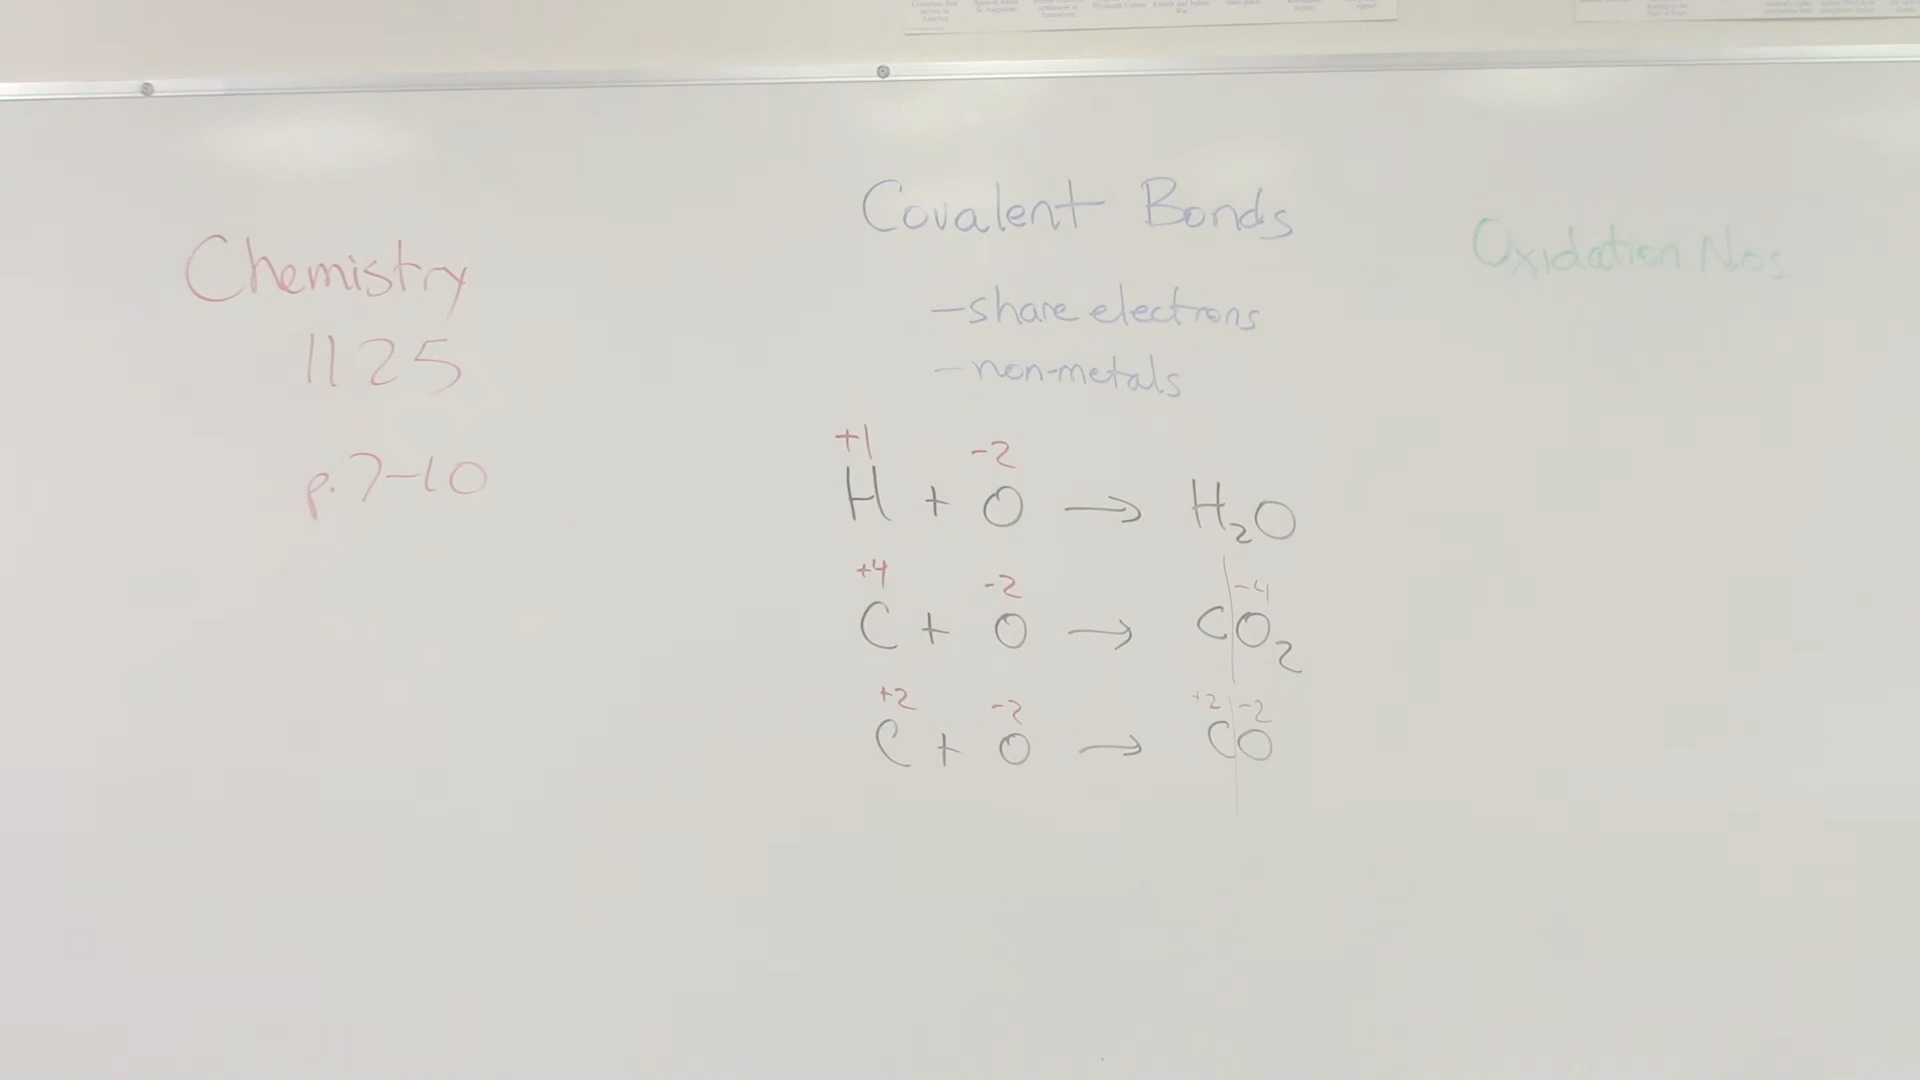 Chemistry
1125
p. 7-10
Covalent Bonds
- share electrons
- non-metals
+1 -2
H + O → H₂O
+4 -2 -4
C + O → CO₂
+2 -2 +2 -2
C + O → CO
Oxidation Nos.